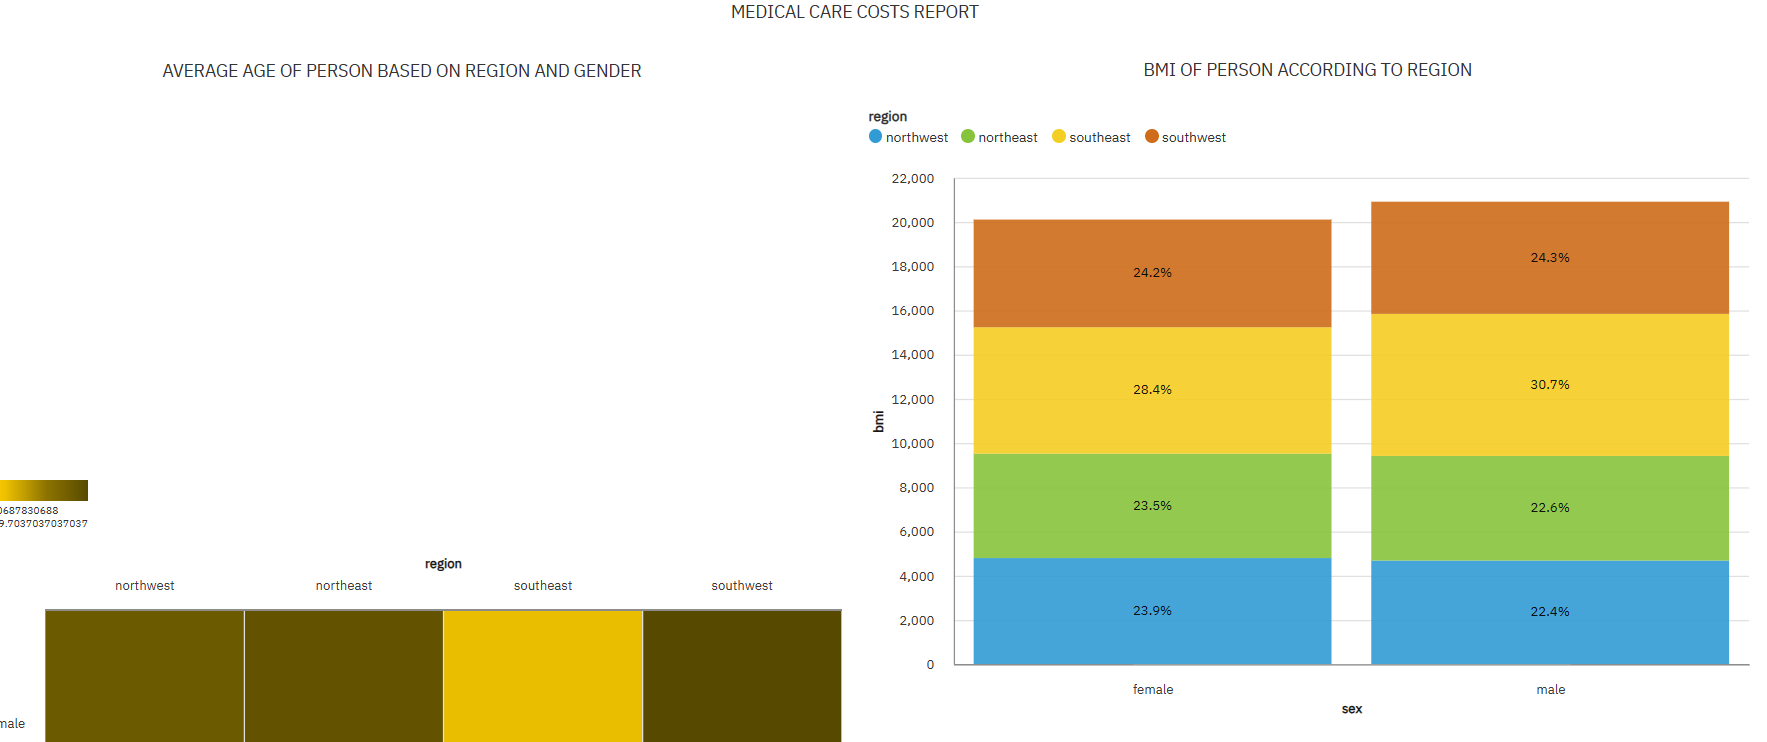 MEDICAL CARE COSTS REPORT
AVERAGE AGE OF PERSON BASED ON REGION AND GENDER
0687830688
9.7037037037037
region
northwest northeast southeast southwest
male
BMI OF PERSON ACCORDING TO REGION
region
northwest northeast southeast southwest
22,000
20,000
18,000
16,000
14,000
12,000
10,000
8,000
6,000
4,000
2,000
0
bmi
24.2% 24.3%
28.4% 30.7%
23.5% 22.6%
23.9% 22.4%
female male
sex